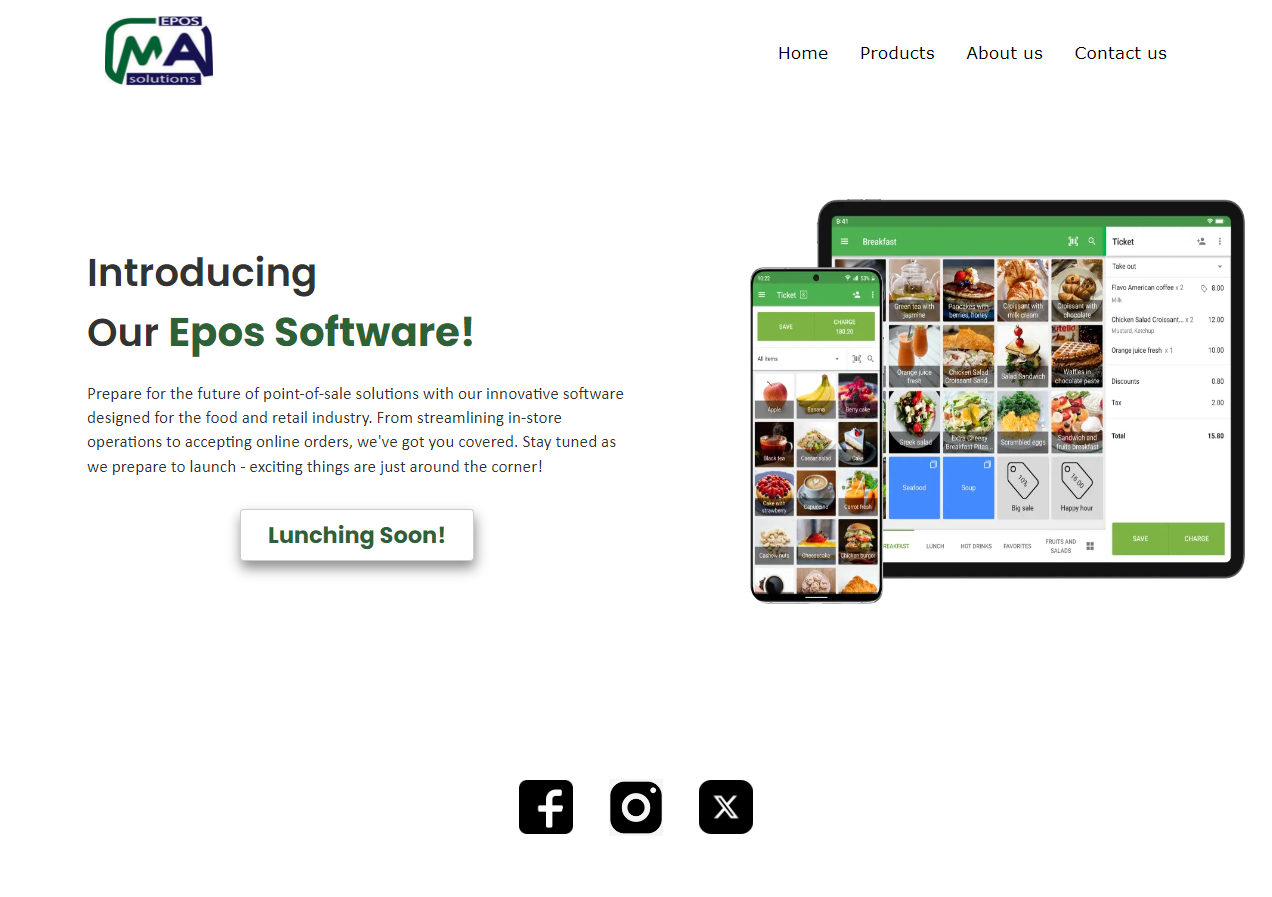 EPOS
MA
solutions
Home Products About us Contact us
Introducing
Our Epos Software!
Prepare for the future of point-of-sale solutions with our innovative software
designed for the food and retail industry. From streamlining in-store
operations to accepting online orders, we've got you covered. Stay tuned as
we prepare to launch - exciting things are just around the corner!
Lunching Soon!
9:41
Breakfast
Ticket
Take out
Green tea with jasmine
Pancakes with berries, honey
Croissant with milk cream
Croissant with chocolate
Flavo American coffee x 2 8.00
Milk
Chicken Salad Croissant... x 2 12.00
Mustard, Ketchup
Orange juice fresh x 1 10.00
Orange juice fresh
Chicken Salad Croissant Sand...
Salad Sandwich
Waffles in chocolate paste
Discounts 0.80
Tax 2.00
Total 15.80
Greek salad
Extra Cheesy Breakfast Pitas...
Scrambled eggs
Sandwich and fruits breakfast
Seafood
Soup
10%
Big sale
16:00
Happy hour
REAKFAST
LUNCH
HOT DRINKS
FAVORITES
FRUITS AND SALADS
SAVE
CHARGE
10:22
53%
Ticket
SAVE
CHARGE
180.20
All items
Apple
Banana
Berry cake
Black tea
Caesar salad
Cake
Cake with strawberry
Capuccino
Carrot fresh
Cashew nuts
Cheesecake
Chicken burger